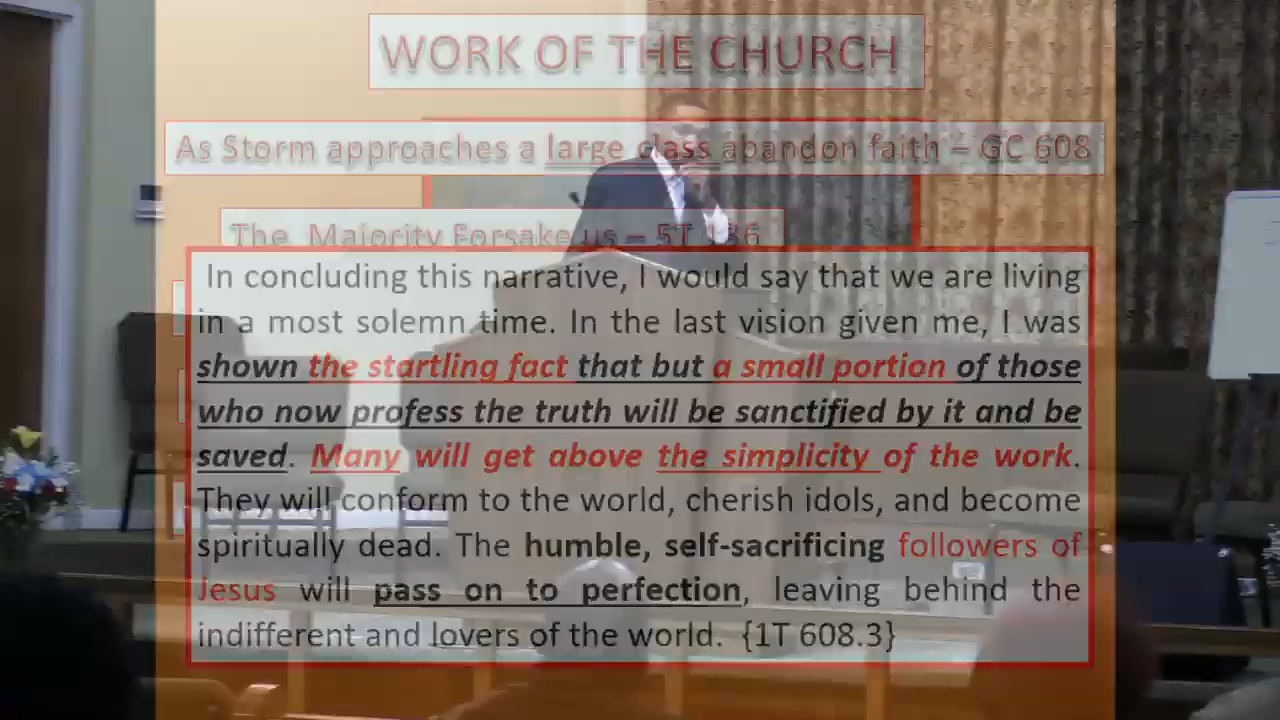 WORK OF THE CHURCH
As Storm approaches a large class abandon faith – GC 608
The Majority Forsake us – 5T 136
In concluding this narrative, I would say that we are living
in a most solemn time. In the last vision given me, I was
shown the startling fact that but a small portion of those
who now profess the truth will be sanctified by it and be
saved. Many will get above the simplicity of the work.
They will conform to the world, cherish idols, and become
spiritually dead. The humble, self-sacrificing followers of
Jesus will pass on to perfection, leaving behind the
indifferent and lovers of the world. {1T 608.3}